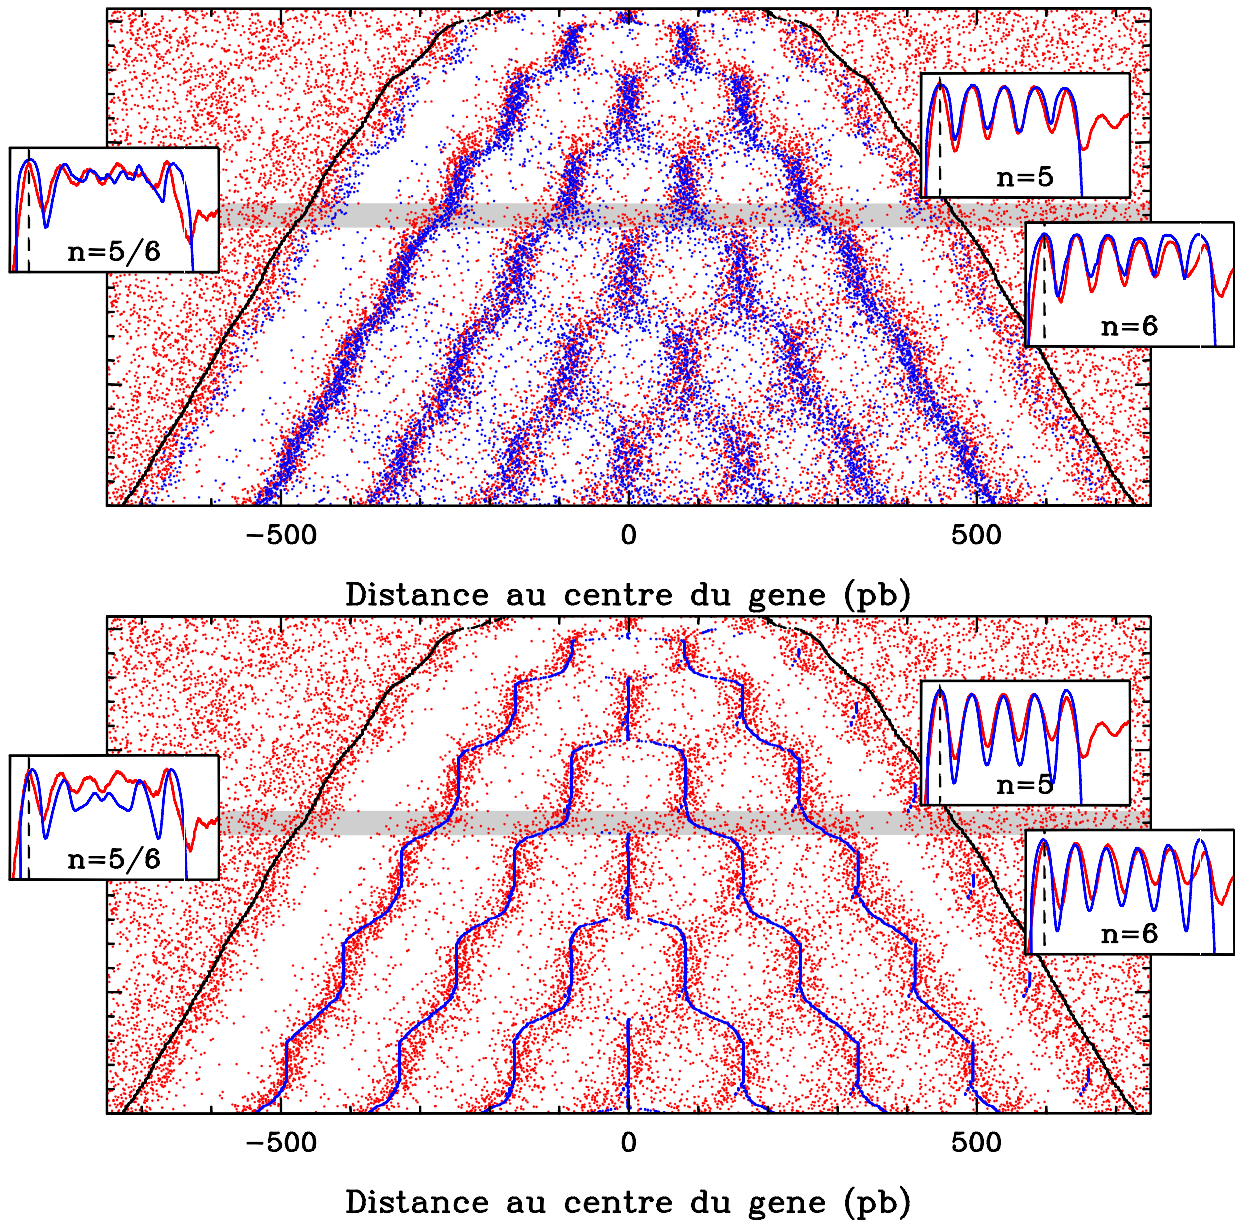 n=5
n=5/6
n=6
−500 0 500
Distance au centre du gene (pb)
n=5
n=5/6
n=6
−500 0 500
Distance au centre du gene (pb)